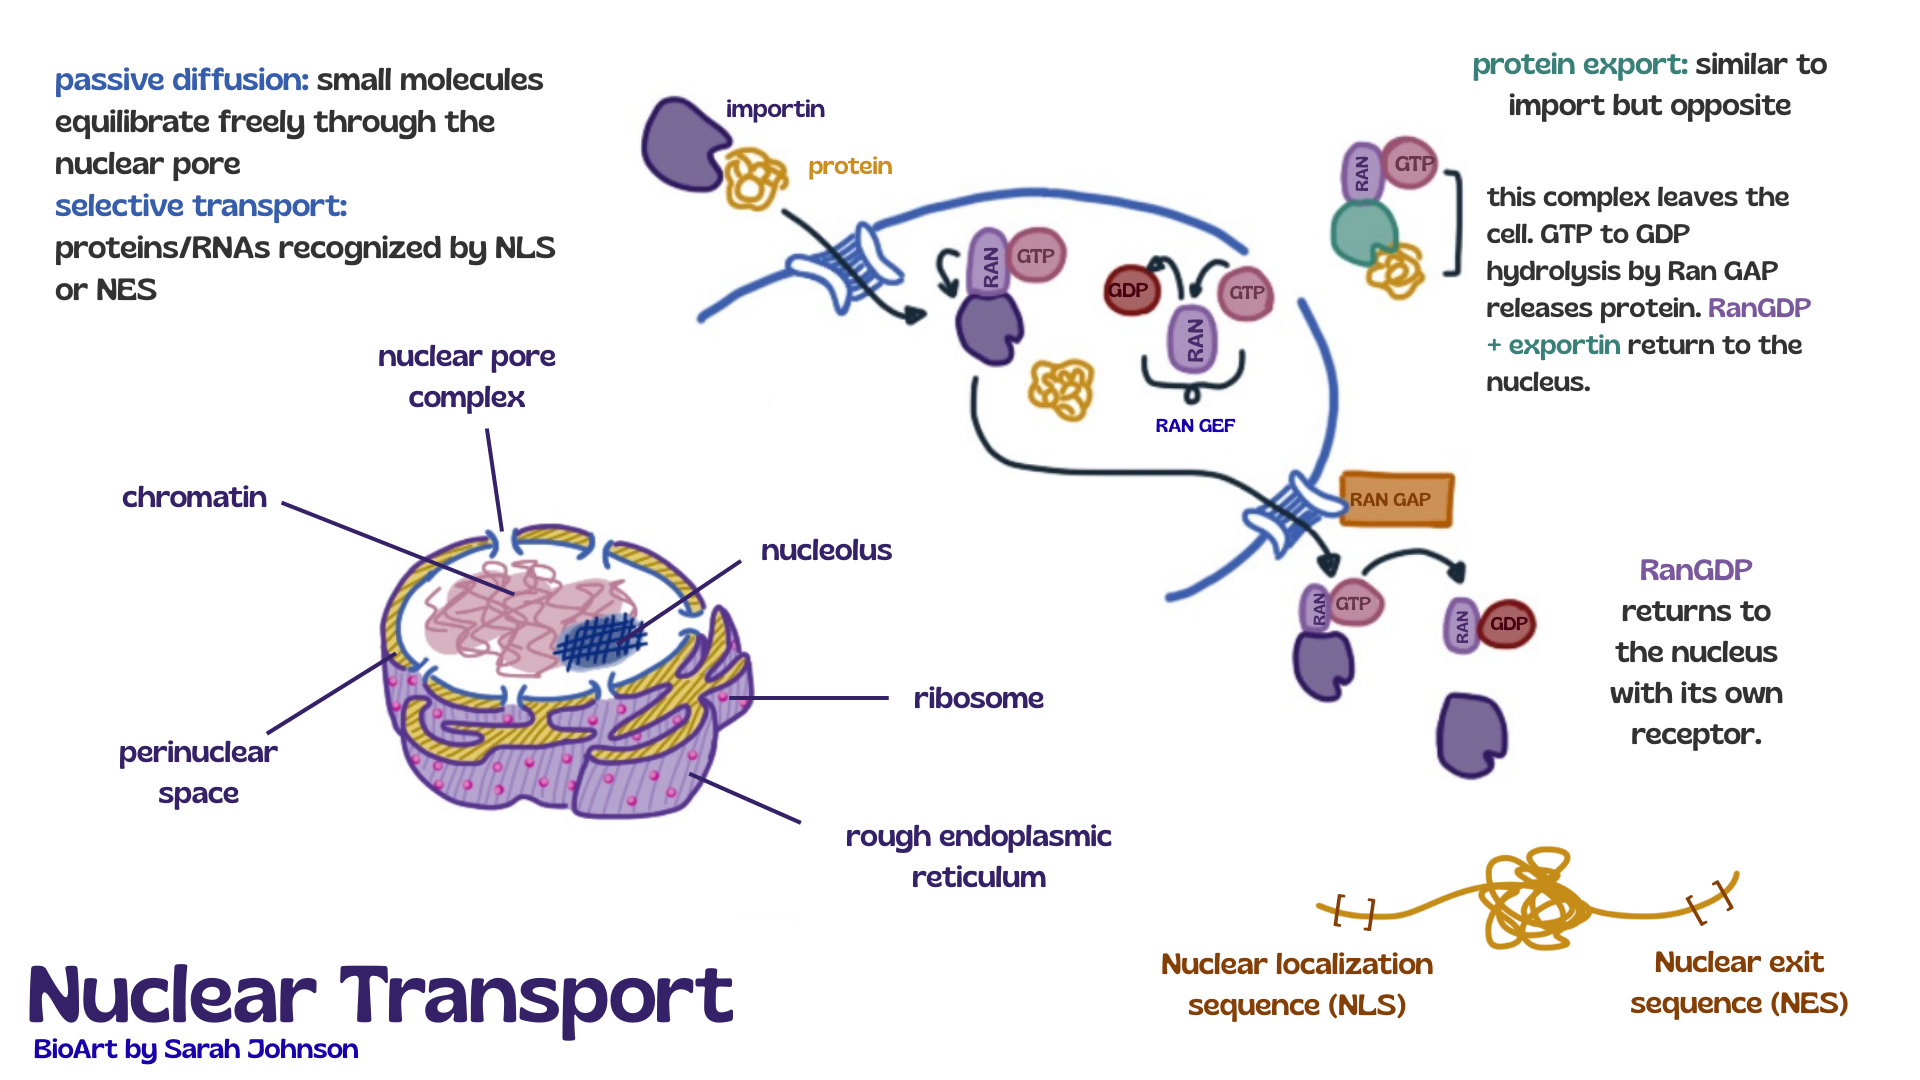 passive diffusion: small molecules
equilibrate freely through the
nuclear pore
selective transport:
proteins/RNAs recognized by NLS
or NES
importin
protein
RAN
GTP
GDP
GTP
RAN
RAN GEF
protein export: similar to
import but opposite
RAN
GTP
this complex leaves the
cell. GTP to GDP
hydrolysis by Ran GAP
releases protein. RanGDP
+ exportin return to the
nucleus.
RAN GAP
RAN
GTP
RAN
GDP
RanGDP
returns to
the nucleus
with its own
receptor.
nuclear pore
complex
chromatin
nucleolus
ribosome
perinuclear
space
rough endoplasmic
reticulum
Nuclear localization
sequence (NLS)
Nuclear exit
sequence (NES)
Nuclear Transport
BioArt by Sarah Johnson